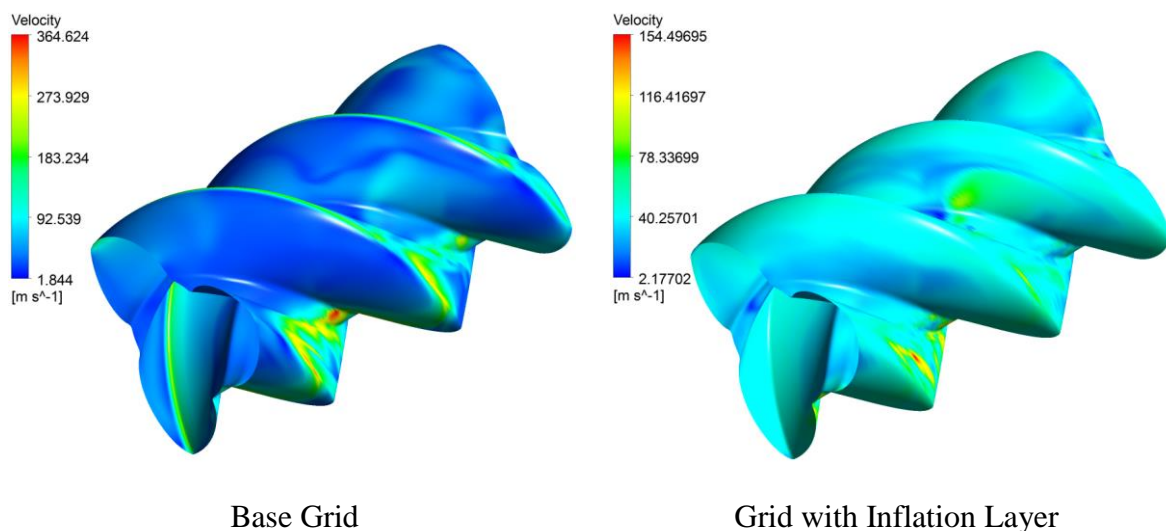 Velocity
364.624
273.929
183.234
92.539
1.844
[m s^-1]
Velocity
154.49695
116.41697
78.33699
40.25701
2.17702
[m s^-1]
Base Grid
Grid with Inflation Layer